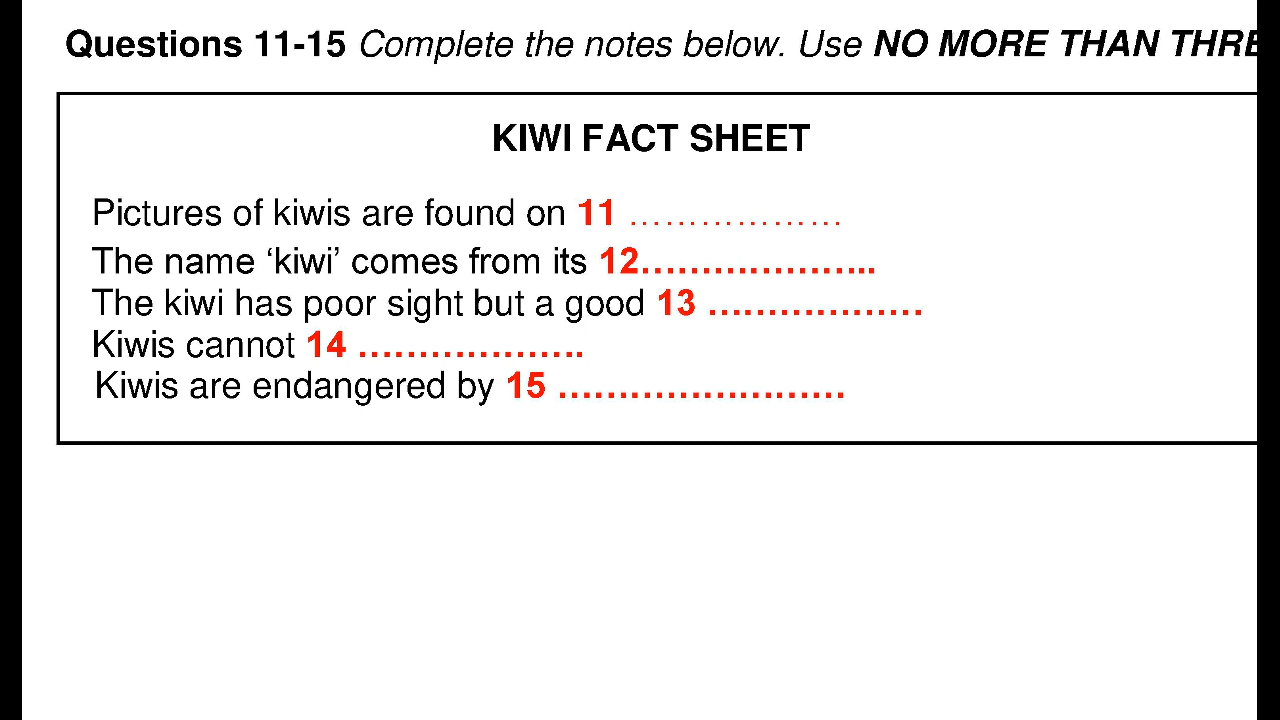 Questions 11-15 Complete the notes below. Use NO MORE THAN
KIWI FACT SHEET
Pictures of kiwis are found on 11 ………………
The name ‘kiwi’ comes from its 12………………...
The kiwi has poor sight but a good 13 ………………
Kiwis cannot 14 ……………….
Kiwis are endangered by 15 ……………………